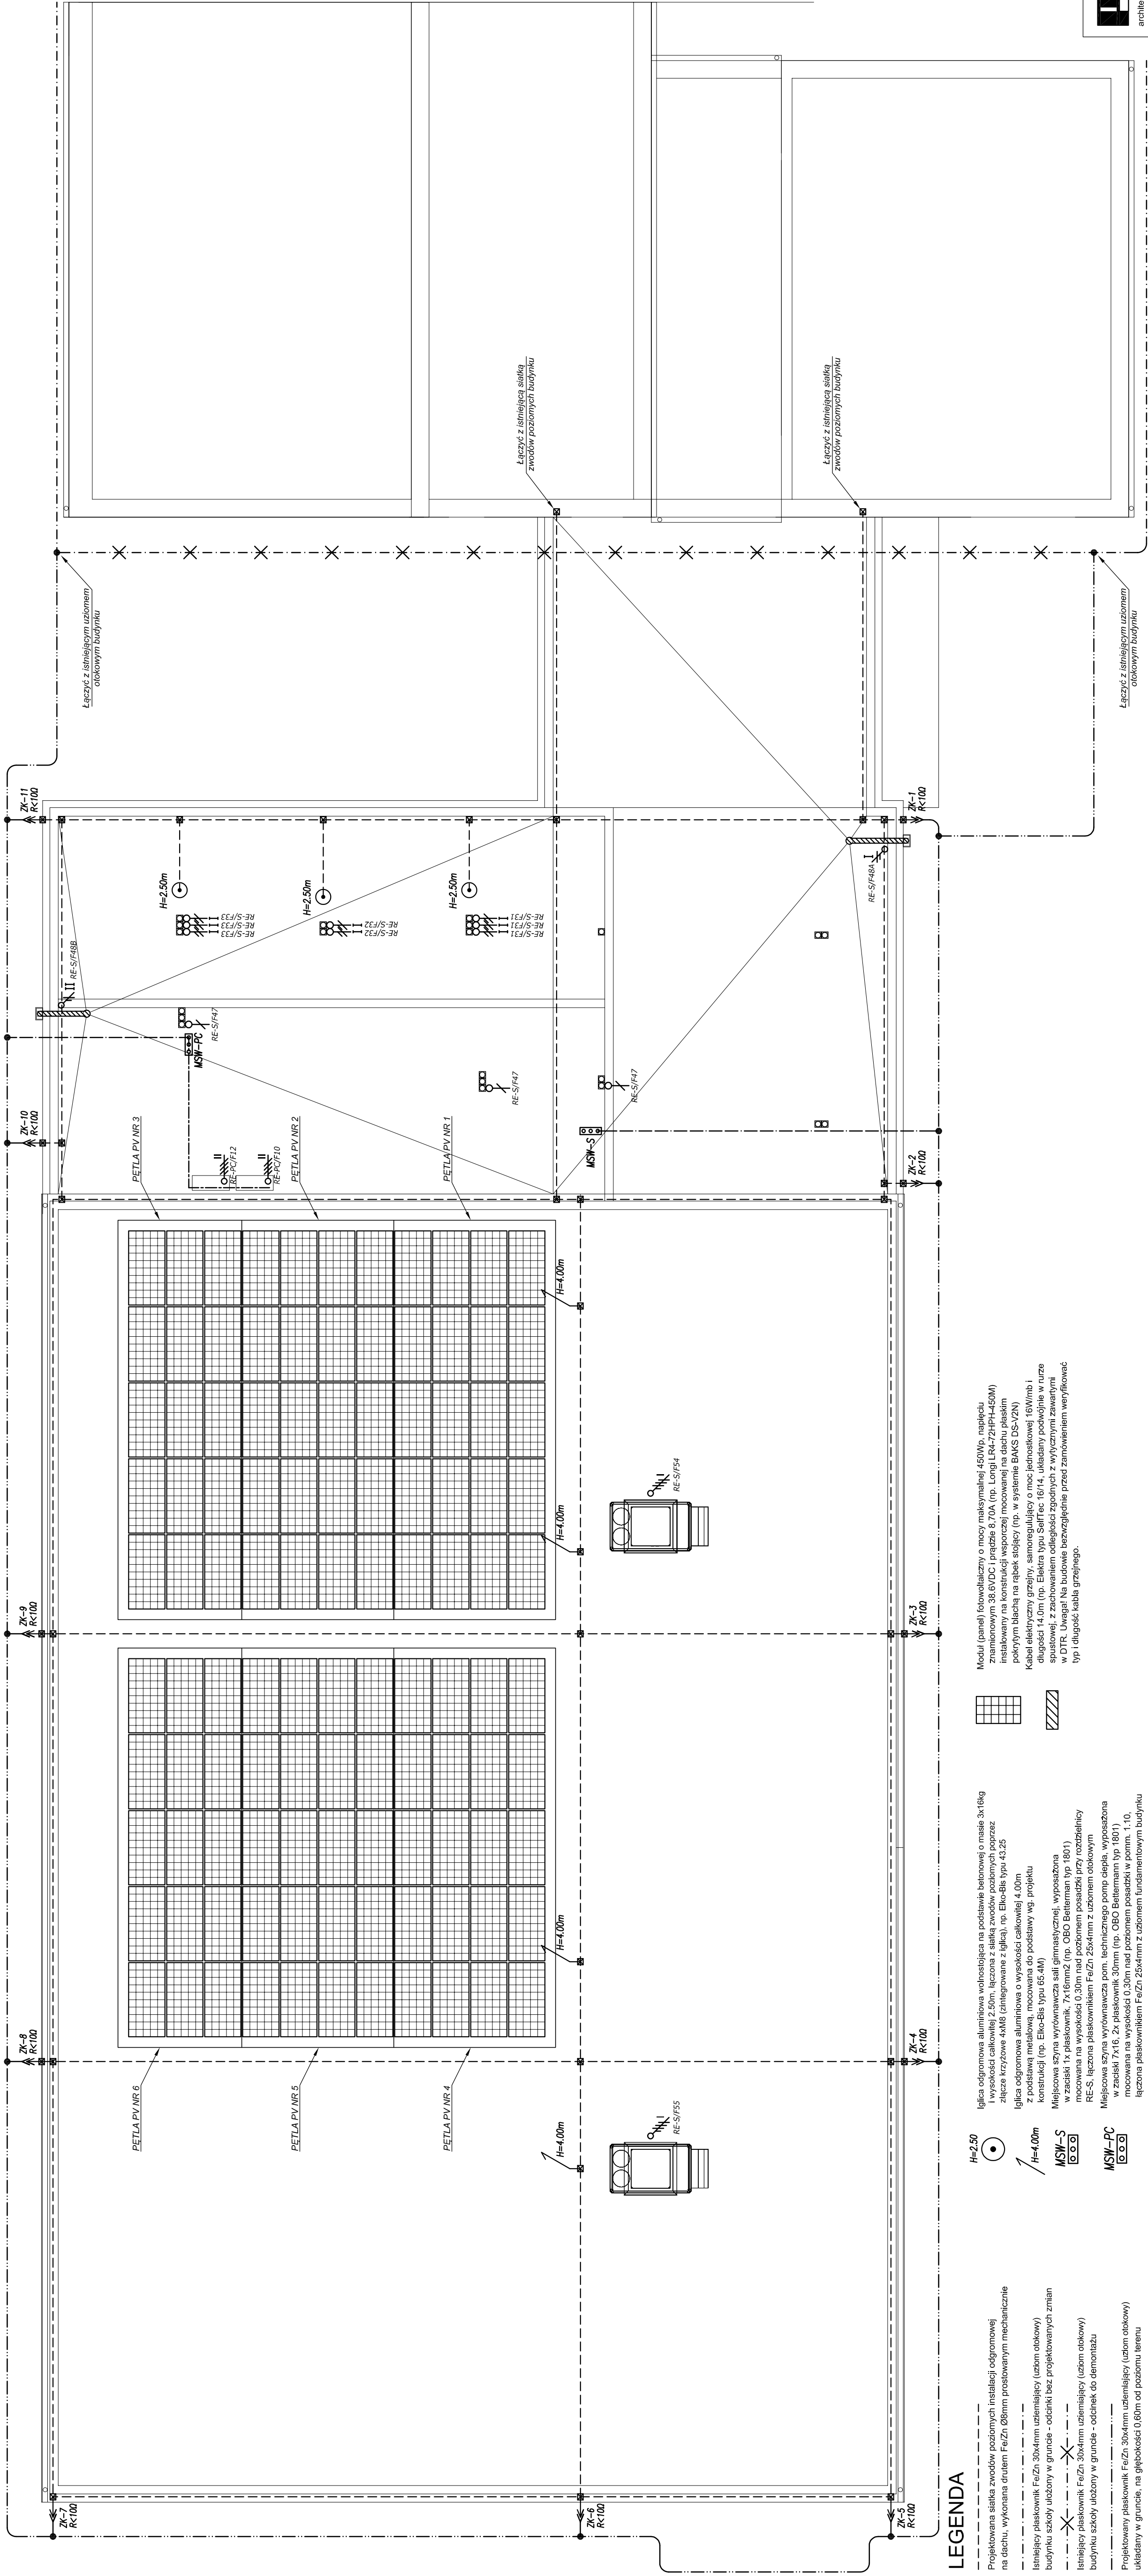 ZK-7
R<10Ω
ZK-8
R<10Ω
ZK-9
R<10Ω
ZK-10
R<10Ω
ZK-11
R<10Ω
Łączyć z istniejącym uziomem
otokowym budynku
PĘTLA PV NR 6
PĘTLA PV NR 5
PĘTLA PV NR 4
PĘTLA PV NR 3
PĘTLA PV NR 2
PĘTLA PV NR 1
RE-PC/F12
II
RE-PC/F10
II
MSW-PC
RE-S/F47
RE-S/F48B
II
RE-S/F47
RE-S/F47
MSW-S
H=2.50m
RE-S/F33
RE-S/F33
RE-S/F33
H=2.50m
RE-S/F32
RE-S/F32
H=2.50m
RE-S/F31
RE-S/F31
RE-S/F31
Łączyć z istniejącą siatką
zwodów poziomych budynku
Łączyć z istniejącą siatką
zwodów poziomych budynku
RE-S/F48A
I
H=4.00m
H=4.00m
H=4.00m
H=4.00m
RE-S/F55
I
RE-S/F54
I
ZK-6
R<10Ω
ZK-5
R<10Ω
ZK-4
R<10Ω
ZK-3
R<10Ω
ZK-2
R<10Ω
ZK-1
R<10Ω
Łączyć z istniejącym uziomem
otokowym budynku
archite
LEGENDA
Projektowana siatka zwodów poziomych instalacji odgromowej
na dachu, wykonana drutem Fe/Zn Ø8mm prostowanym mechanicznie
Istniejący płaskownik Fe/Zn 30x4mm uziemiający (uziom otokowy)
budynku szkoły ułożony w gruncie - odcinki bez projektowanych zmian
Istniejący płaskownik Fe/Zn 30x4mm uziemiający (uziom otokowy)
budynku szkoły ułożony w gruncie - odcinek do demontażu
Projektowany płaskownik Fe/Zn 30x4mm uziemiający (uziom otokowy)
układany w gruncie, na głębokości 0,60m od poziomu terenu
H=2.50
Iglica odgromowa aluminiowa wolnostojąca na podstawie betonowej o masie 3x16kg
i wysokości całkowitej 2.50m, łączona z siatką zwodów poziomych poprzez
złącze krzyżowe 4xM8 (zintegrowane z iglicą), np. Elko-Bis typu 43.25
H=4.00m
Iglica odgromowa aluminiowa o wysokości całkowitej 4.00m
z podstawą metalową, mocowana do podstawy wg. projektu
konstrukcji (np. Elko-Bis typu 65.4M)
MSW-S
Miejscowa szyna wyrównawcza sali gimnastycznej, wyposażona
w zaciski 1x płaskownik, 7x16mm2 (np. OBO Betterman typ 1801)
mocowana na wysokości 0,30m nad poziomem posadzki przy rozdzielnicy
RE-S, łączona płaskownikiem Fe/Zn 25x4mm z uziomem otokowym
MSW-PC
Miejscowa szyna wyrównawcza pom. technicznego pomp ciepła, wyposażona
w zaciski 7x16, 2x płaskownik 30mm (np. OBO Bettermann typ 1801)
mocowana na wysokości 0,30m nad poziomem posadzki w pomm. 1.10,
łączona płaskownikiem Fe/Zn 25x4mm z uziomem fundamentowym budynku
Moduł (panel) fotowoltaiczny o mocy maksymalnej 450Wp, napięciu
znamionowym 38.6VDC i prądzie 8.70A (np. Longi LR4-72HPH-450M)
instalowany na konstrukcji wsporczej mocowanej na dachu płaskim
pokrytym blachą na rąbek stojący (np. w systemie BAKS DS-V2N)
Kabel elektryczny grzejny, samoregulujący o moc jednostkowej 16W/mb i
długości 14.0m (np. Elektra typu SelfTec 16/14, układany podwójnie w rurze
spustowej, z zachowaniem odległości zgodnych z wytycznymi zawartymi
w DTR. Uwaga! Na budowie bezwzględnie przed zamówieniem weryfikować
typ i długość kabla grzejnego.